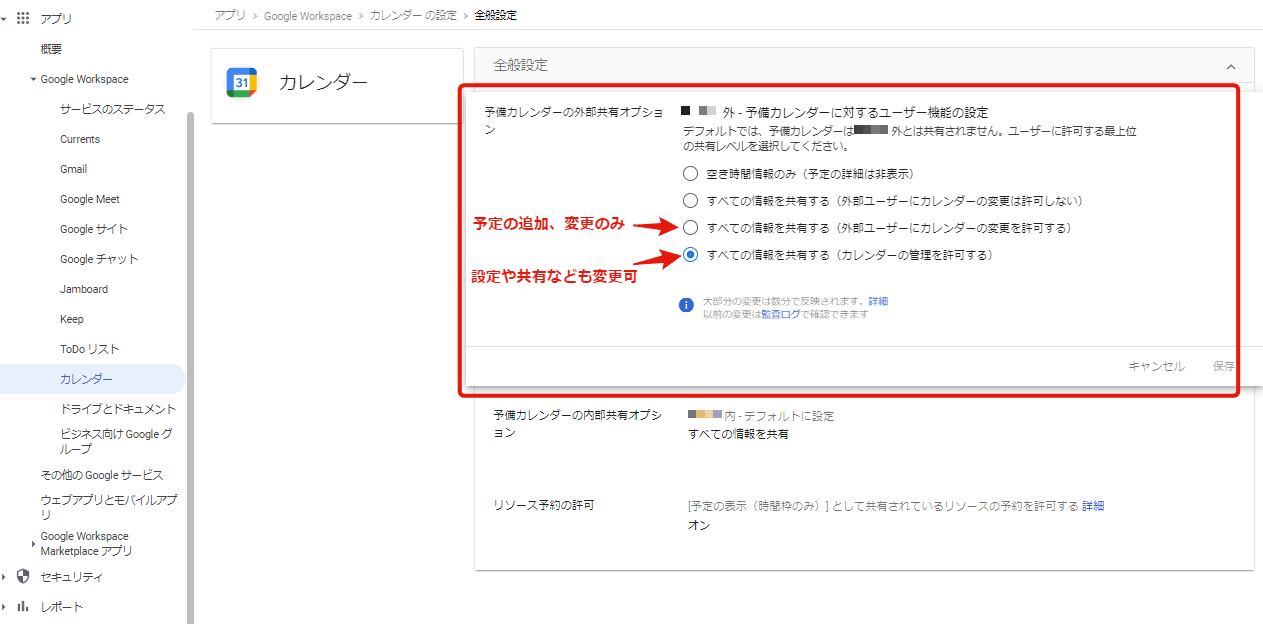 アプリ
概要
Google Workspace
サービスのステータス
Currents
Gmail
Google Meet
Google サイト
Google チャット
Jamboard
Keep
ToDo リスト
カレンダー
ドライブとドキュメント
ビジネス向け Google グ
ループ
その他の Google サービス
ウェブアプリとモバイルアプ
リ
Google Workspace
Marketplace アプリ
セキュリティ
レポート
アプリ > Google Workspace > カレンダー の設定 > 全般設定
31 カレンダー
全般設定
予備カレンダーの外部共有オプショ
ン
外 - 予備カレンダーに対するユーザー機能の設定
デフォルトでは、予備カレンダーは 外とは共有されません。ユーザーに許可する最上位
の共有レベルを選択してください。
空き時間情報のみ（予定の詳細は非表示）
すべての情報を共有する（外部ユーザーにカレンダーの変更は許可しない）
予定の追加、変更のみ
すべての情報を共有する（外部ユーザーにカレンダーの変更を許可する）
すべての情報を共有する（カレンダーの管理を許可する）
設定や共有なども変更可
大部分の変更は数分で反映されます。詳細
以前の変更は監査ログで確認できます
キャンセル 保存
予備カレンダーの内部共有オプシ
ョン
内 - デフォルトに設定
すべての情報を共有
リソース予約の許可
[予定の表示（時間枠のみ）] として共有されているリソースの予約を許可する 詳細
オン